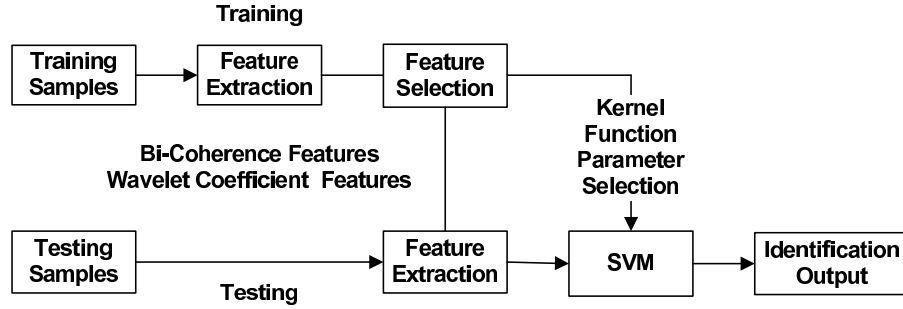 Training
Training
Samples
Feature
Extraction
Feature
Selection
Kernel
Function
Parameter
Selection
Bi-Coherence Features
Wavelet Coefficient Features
Testing
Samples
Feature
Extraction
SVM
Identification
Output
Testing